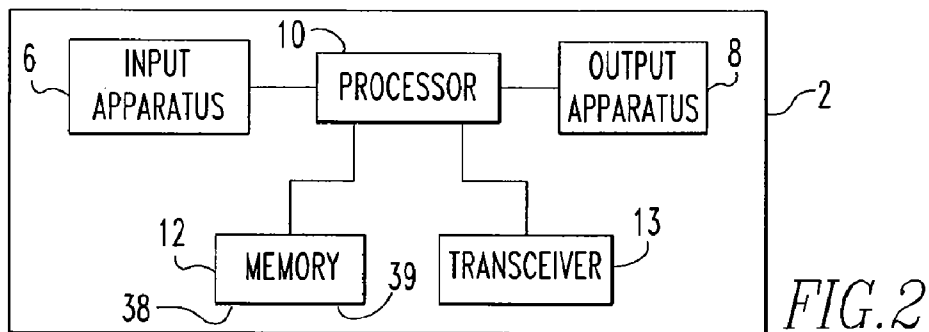 10
6
INPUT
APPARATUS
PROCESSOR
OUTPUT
APPARATUS
8
2
12
MEMORY
38
39
TRANSCEIVER
13
FIG.2